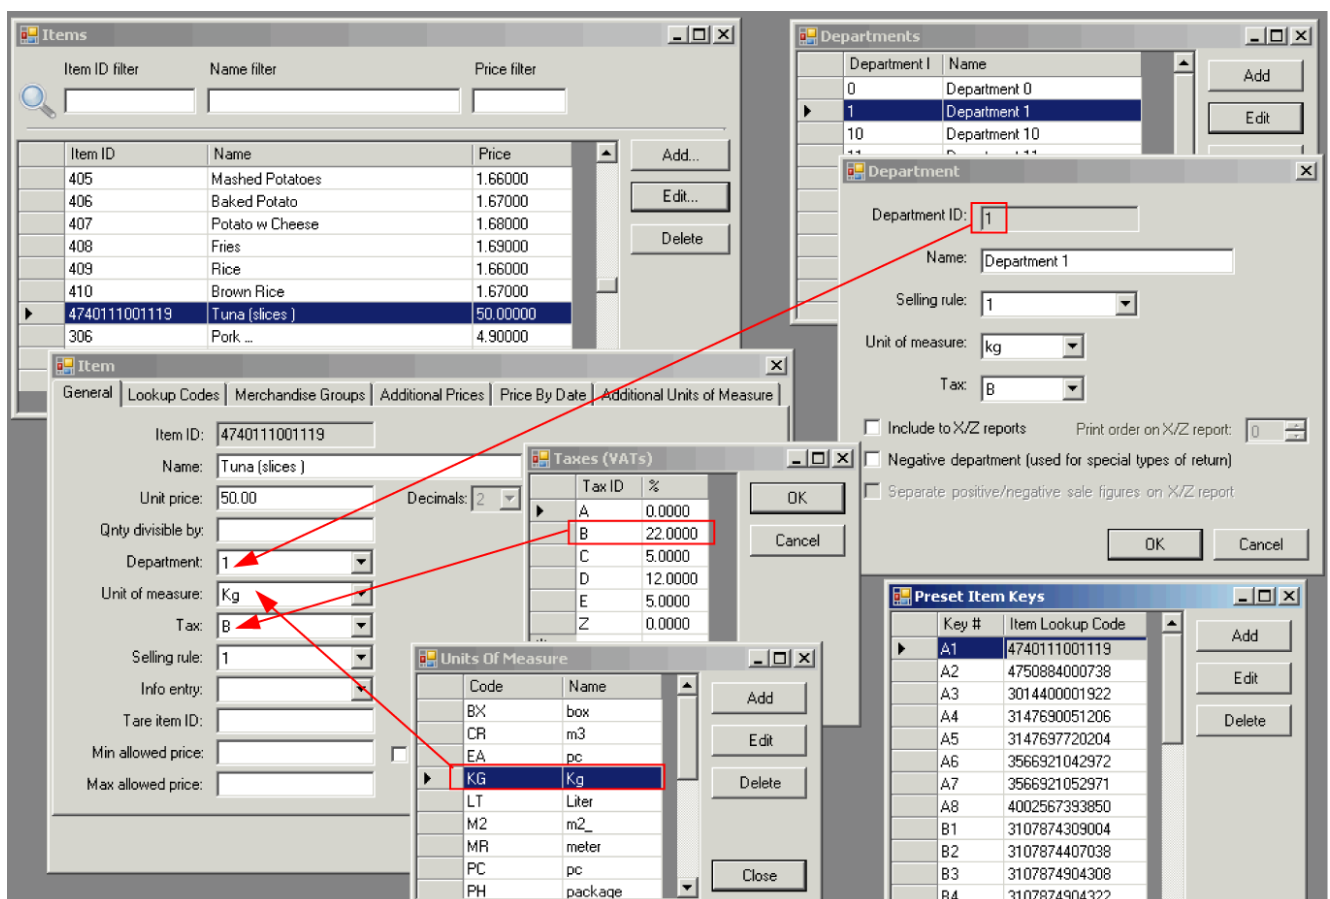 Items
Item ID filter Name filter Price filter
Item ID Name Price
405 Mashed Potatoes 1.66000
406 Baked Potato 1.67000
407 Potato w Cheese 1.68000
408 Fries 1.69000
409 Rice 1.66000
410 Brown Rice 1.67000
4740111001119 Tuna (slices ) 50.00000
306 Pork ... 4.90000
Add...
Edit...
Delete
Departments
Department I Name
0 Department 0
1 Department 1
10 Department 10
Add
Edit
Department
Department ID: 1
Name: Department 1
Selling rule: 1
Unit of measure: kg
Tax: B
Include to X/Z reports Print order on X/Z report: 0
Negative department (used for special types of return)
Separate positive/negative sale figures on X/Z report
OK Cancel
Item
General Lookup Codes Merchandise Groups Additional Prices Price By Date Additional Units of Measure
Item ID: 4740111001119
Name: Tuna (slices )
Unit price: 50.00 Decimals: 2
Qnty divisible by:
Department: 1
Unit of measure: Kg
Tax: B
Selling rule: 1
Info entry:
Tare item ID:
Min allowed price:
Max allowed price:
Taxes (VATs)
Tax ID %
A 0.0000
B 22.0000
C 5.0000
D 12.0000
E 5.0000
Z 0.0000
OK
Cancel
Units Of Measure
Code Name
BX box
CR m3
EA pc
KG Kg
LT Liter
M2 m2_
MR meter
PC pc
PH package
Add
Edit
Delete
Close
Preset Item Keys
Key # Item Lookup Code
A1 4740111001119
A2 4750884000738
A3 3014400001922
A4 3147690051206
A5 3147697720204
A6 3566921042972
A7 3566921052971
A8 4002567393850
B1 3107874309004
B2 3107874407038
B3 3107874904308
B4 3107874904322
Add
Edit
Delete